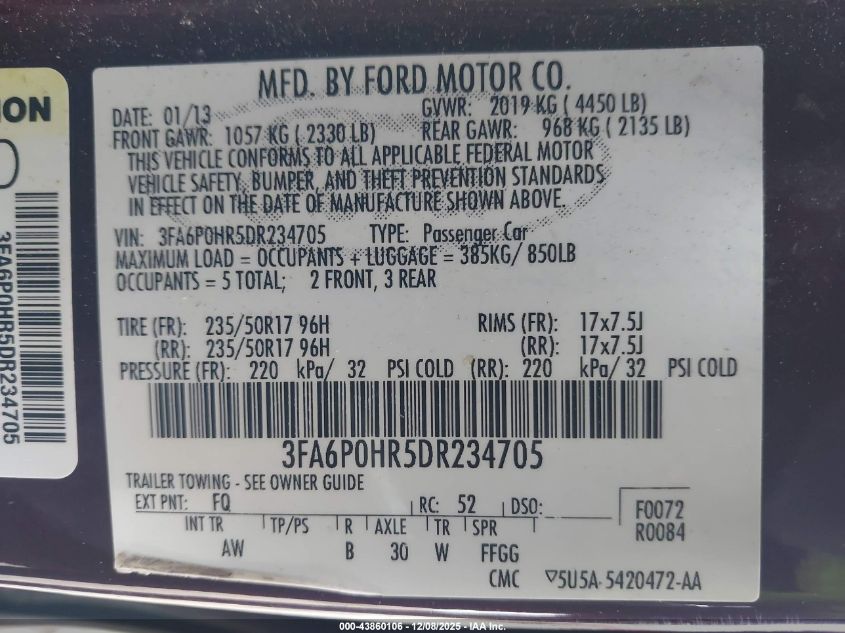 ION
3FA6P0HR5DR234705
MFD. BY FORD MOTOR CO.
DATE: 01/13 GVWR: 2019 KG ( 4450 LB)
FRONT GAWR: 1057 KG ( 2330 LB) REAR GAWR: 968 KG ( 2135 LB)
THIS VEHICLE CONFORMS TO ALL APPLICABLE FEDERAL MOTOR
VEHICLE SAFETY, BUMPER, AND THEFT PREVENTION STANDARDS
IN EFFECT ON THE DATE OF MANUFACTURE SHOWN ABOVE.
VIN: 3FA6P0HR5DR234705 TYPE: Passenger Car
MAXIMUM LOAD = OCCUPANTS + LUGGAGE = 385KG/ 850LB
OCCUPANTS = 5 TOTAL; 2 FRONT, 3 REAR
TIRE (FR): 235/50R17 96H RIMS (FR): 17x7.5J
(RR): 235/50R17 96H (RR): 17x7.5J
PRESSURE (FR): 220 kPa/ 32 PSI COLD (RR): 220 kPa/ 32 PSI COLD
3FA6P0HR5DR234705
TRAILER TOWING - SEE OWNER GUIDE
EXT PNT: FQ RC: 52 DSO: F0072
R0084
INT TR TP/PS R AXLE TR SPR
AW B 30 W FFGG
CMC 5U5A-5420472-AA
000-43860106 - 12/08/2025 - IAA Inc.